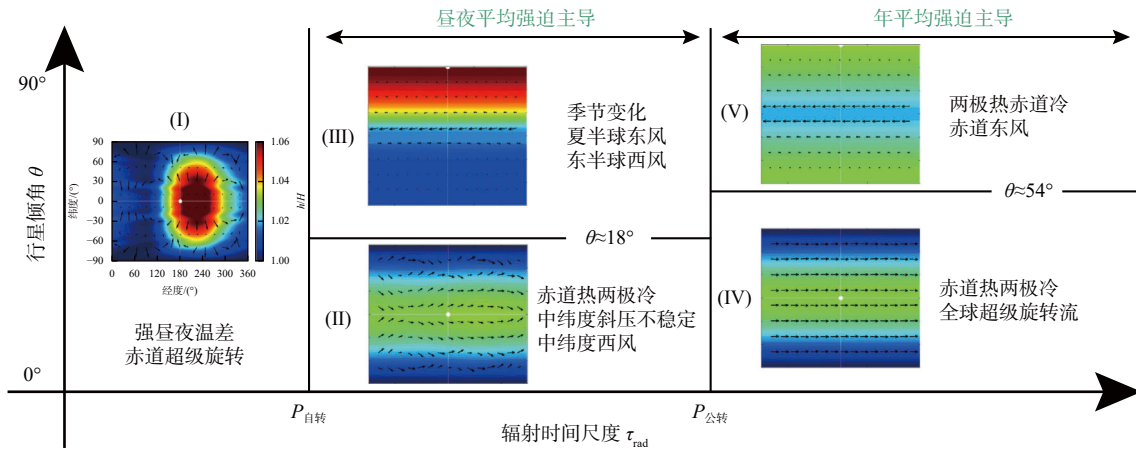 昼夜平均强迫主导
年平均强迫主导
90°
行星倾角 θ
0°
(I)
90
60
30
0
−30
−60
−90
纬度/(°)
0 60 120 180 240 300 360
经度/(°)
1.06
1.04
1.02
1.00
h/H
强昼夜温差
赤道超级旋转
(III)
季节变化
夏半球东风
东半球西风
θ≈18°
(II)
赤道热两极冷
中纬度斜压不稳定
中纬度西风
(V)
两极热赤道冷
赤道东风
θ≈54°
(IV)
赤道热两极冷
全球超级旋转流
P自转
P公转
辐射时间尺度 τrad